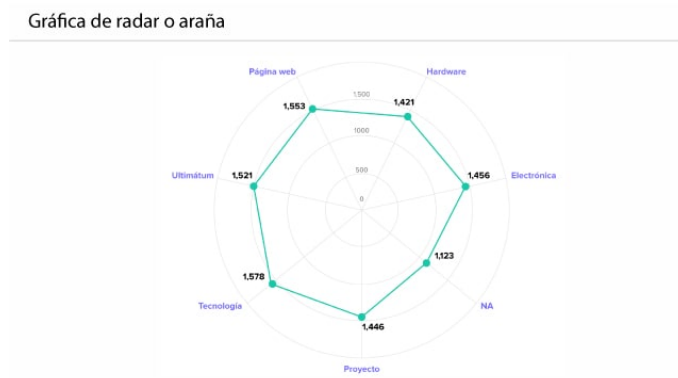 Gráfica de radar o araña
Página web
Hardware
1,500
1,553
1,421
1000
Ultimátum
1,521
500
1,456
Electrónica
0
1,123
1,578
Tecnología
NA
1,446
Proyecto